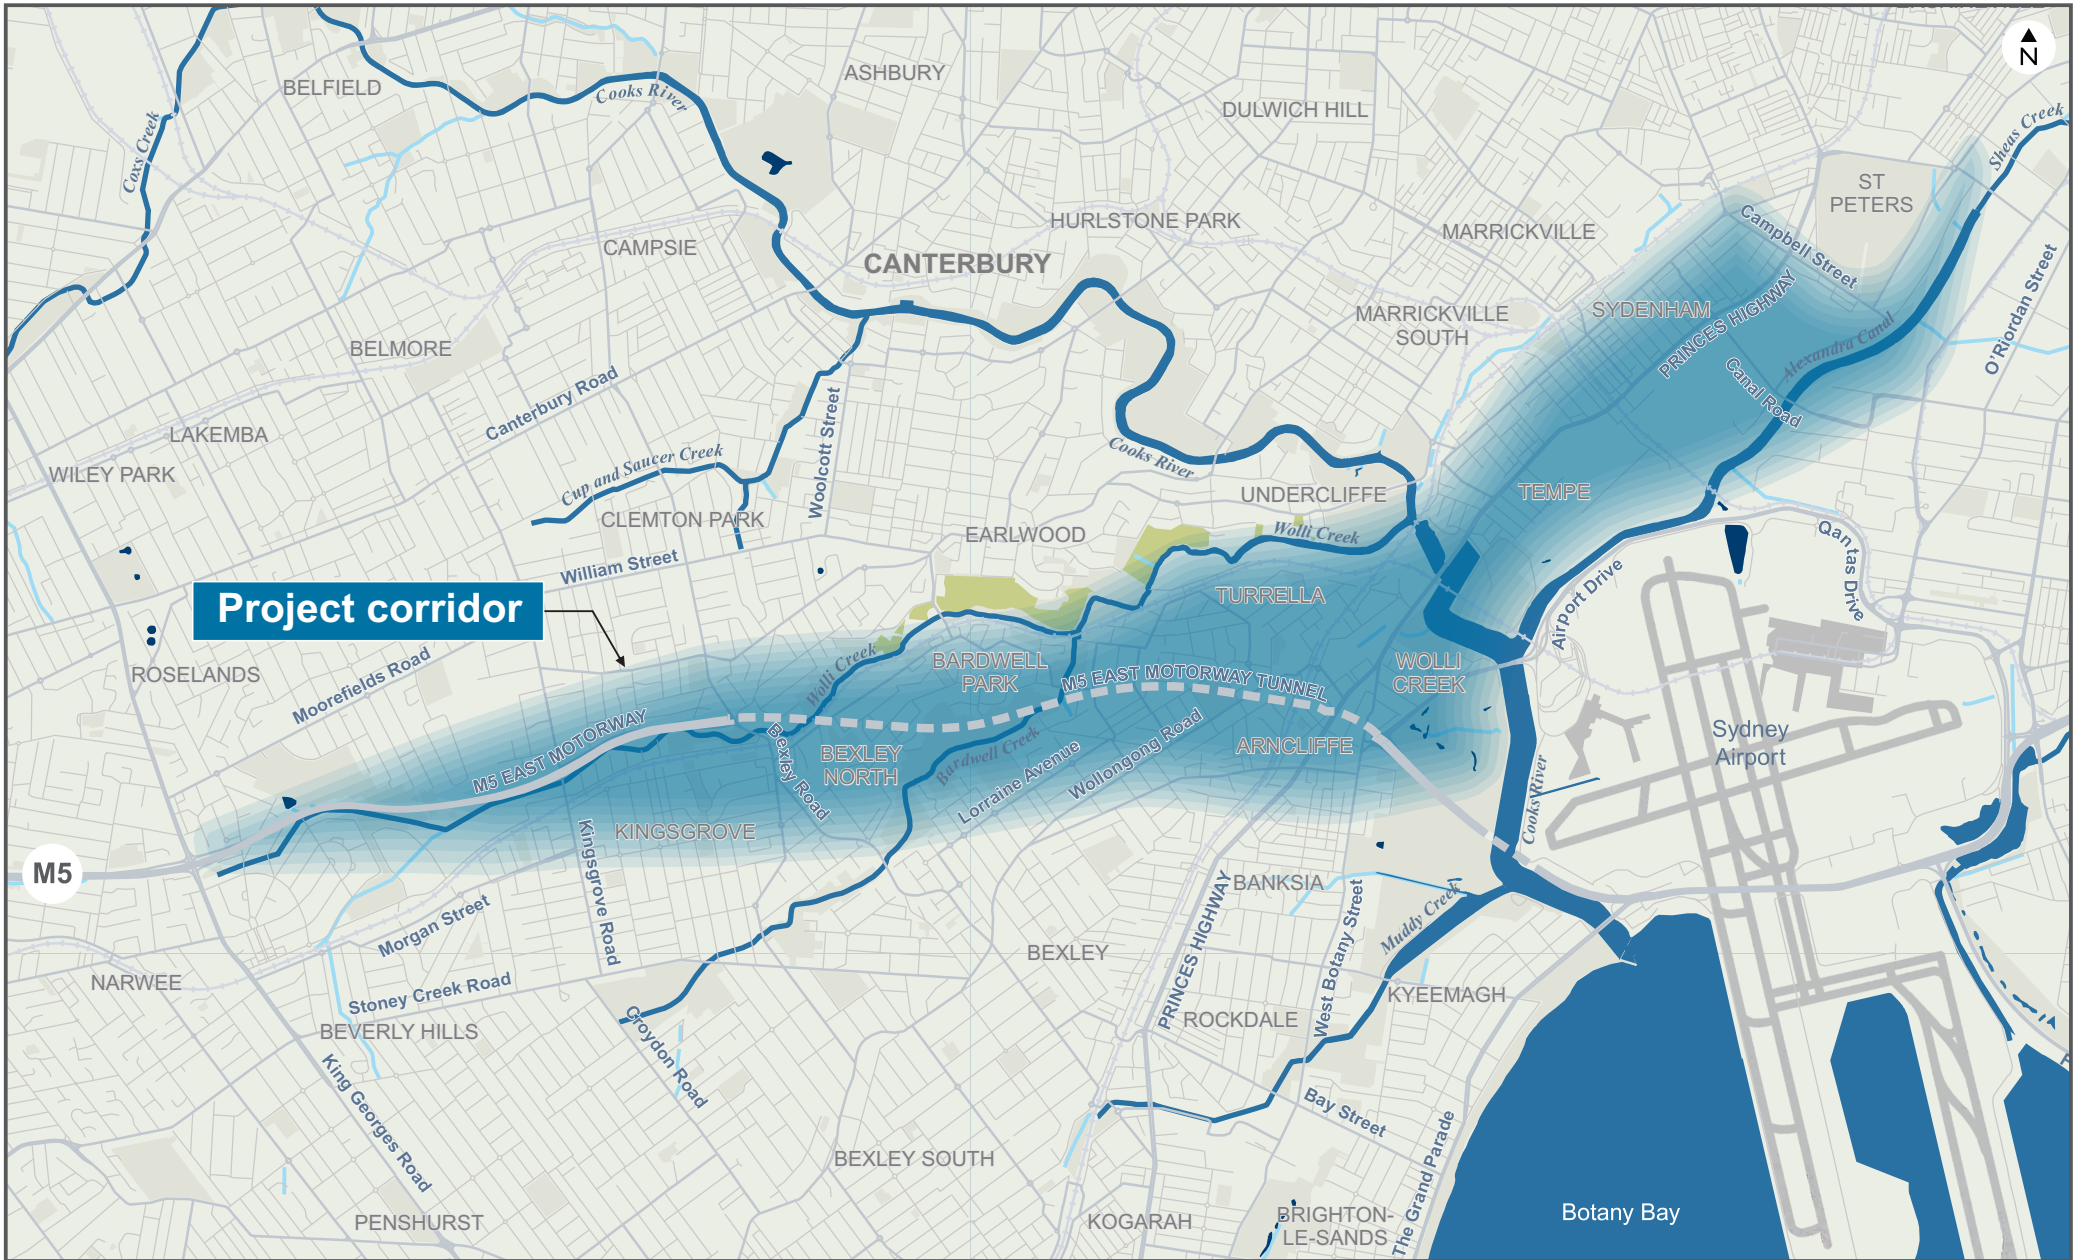 N
BELFIELD
ASHBURY
Cooks River
DULWICH HILL
Sheas Creek
Coxs Creek
ST
PETERS
HURLSTONE PARK
MARRICKVILLE
Campbell Street
CAMPSIE
CANTERBURY
O'Riordan Street
MARRICKVILLE
SOUTH
SYDENHAM
PRINCES HIGHWAY
Alexandra Canal
BELMORE
Canal Road
Canterbury Road
Woolcott Street
LAKEMBA
WILEY PARK
Cup and Saucer Creek
Cooks River
UNDERCLIFFE
TEMPE
CLEMTON PARK
EARLWOOD
Wolli Creek
Qantas Drive
William Street
Project corridor
TURRELLA
Airport Drive
ROSELANDS
Moorefields Road
Wolli Creek
BARDWELL
PARK
M5 EAST MOTORWAY TUNNEL
WOLLI
CREEK
M5 EAST MOTORWAY
Bexley Road
BEXLEY
NORTH
Bardwell Creek
Lorraine Avenue
Wollongong Road
ARNCLIFFE
Sydney
Airport
Cooks River
KINGSGROVE
Kingsgrove Road
M5
BANKSIA
PRINCES HIGHWAY
West Botany Street
Muddy Creek
Morgan Street
BEXLEY
NARWEE
Stoney Creek Road
KYEEMAGH
BEVERLY HILLS
Croydon Road
ROCKDALE
King Georges Road
Bay Street
The Grand Parade
BEXLEY SOUTH
PENSHURST
KOGARAH
BRIGHTON-
LE-SANDS
Botany Bay